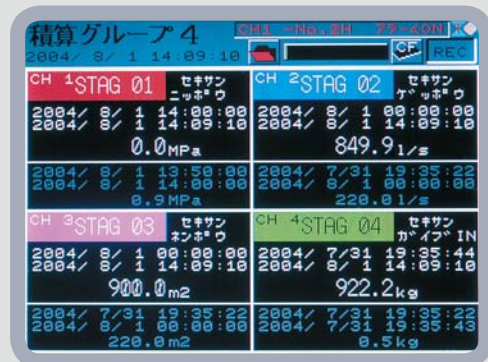 積算グループ4
CH1 -No.2H アラームON
2004/ 8/ 1 14:09:10
CF REC
CH 1 STAG 01 セキサン
ニッポウ
2004/ 8/ 1 14:00:00
2004/ 8/ 1 14:09:10
0.0MPa
2004/ 8/ 1 13:50:00
2004/ 8/ 1 14:00:00
0.9MPa
CH 2 STAG 02 セキサン
ゲッポウ
2004/ 8/ 1 00:00:00
2004/ 8/ 1 14:09:10
849.9l/s
2004/ 7/31 19:35:22
2004/ 8/ 1 00:00:00
220.0l/s
CH 3 STAG 03 セキサン
ネンポウ
2004/ 8/ 1 00:00:00
2004/ 8/ 1 14:09:10
900.0m2
2004/ 7/31 19:35:22
2004/ 8/ 1 00:00:00
220.0m2
CH 4 STAG 04 セキサン
ガイブ IN
2004/ 7/31 19:35:44
2004/ 8/ 1 14:09:10
922.2kg
2004/ 7/31 19:35:22
2004/ 7/31 19:35:43
0.5kg